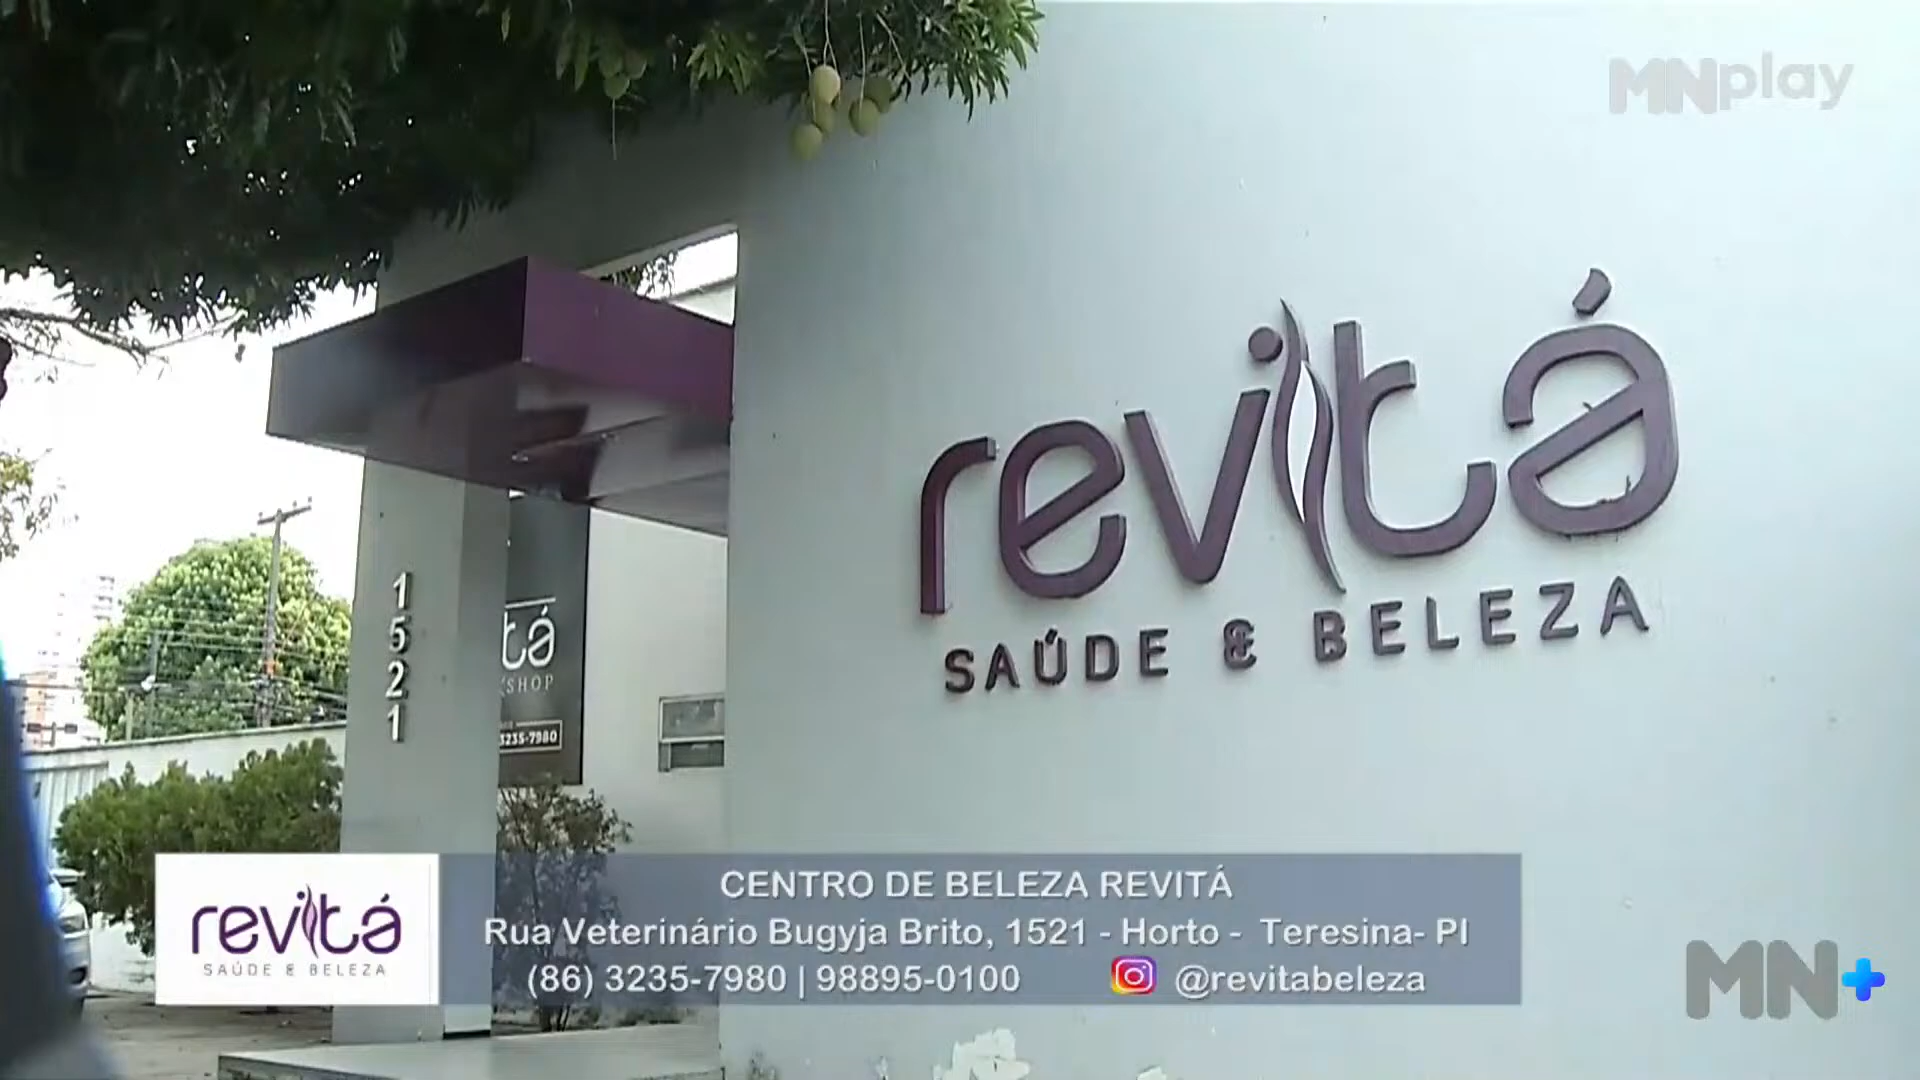 MNplay
revitá
SAÚDE & BELEZA
1521
tá
SHOP
3235-7980
revitá
SAÚDE & BELEZA
CENTRO DE BELEZA REVITÁ
Rua Veterinário Bugyja Brito, 1521 - Horto - Teresina- PI
(86) 3235-7980 | 98895-0100 @revitabeleza
MN+